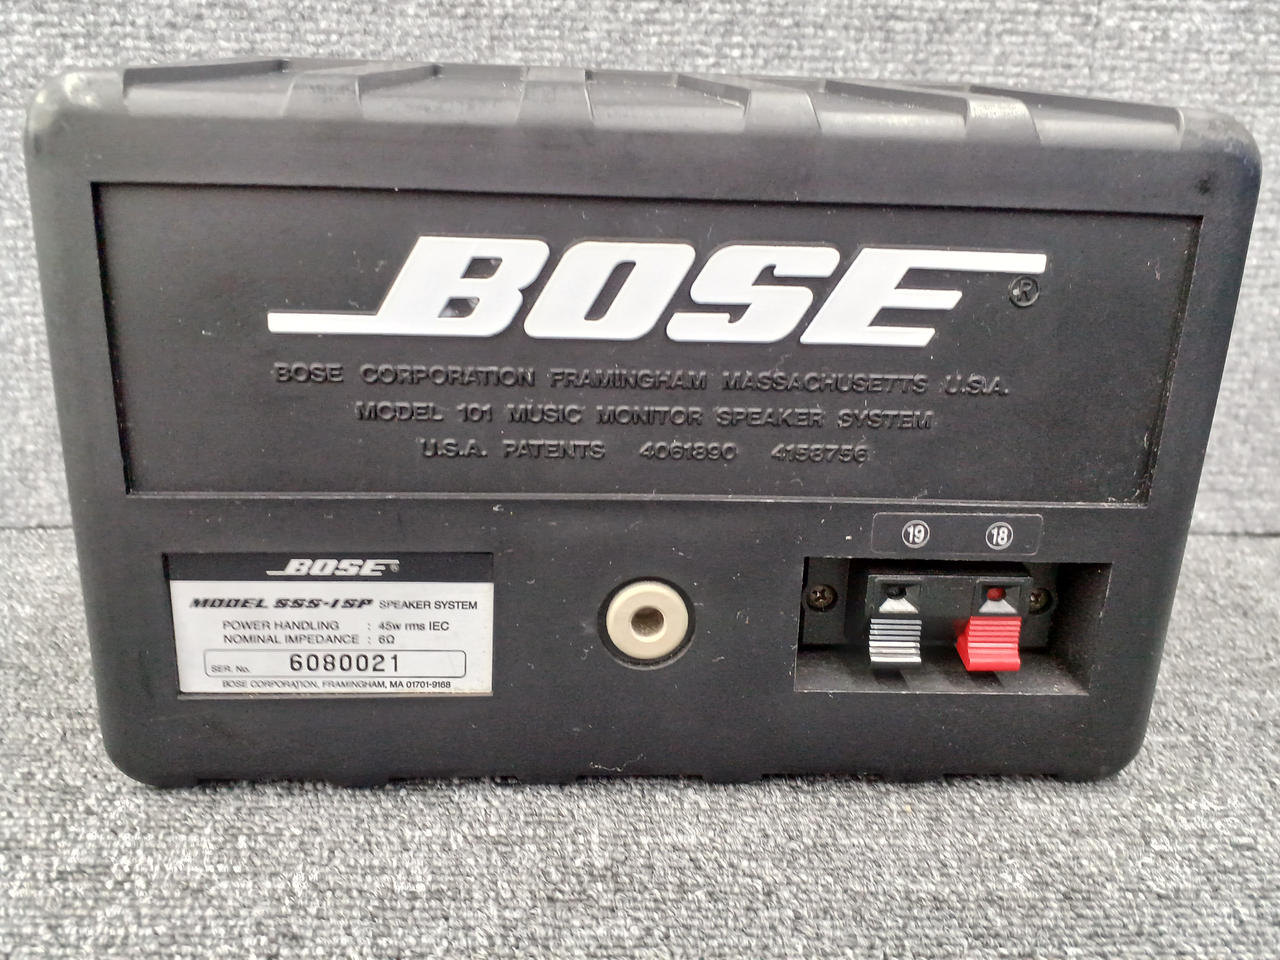 BOSE®
BOSE CORPORATION FRAMINGHAM MASSACHUSETTS U.S.A.
MODEL 101 MUSIC MONITOR SPEAKER SYSTEM
U.S.A. PATENTS 4061890 4158756
19 18
BOSE®
MODEL SSS-1SP SPEAKER SYSTEM
POWER HANDLING : 45w rms IEC
NOMINAL IMPEDANCE : 6Ω
SER. No. 6080021
BOSE CORPORATION, FRAMINGHAM, MA 01701-9168